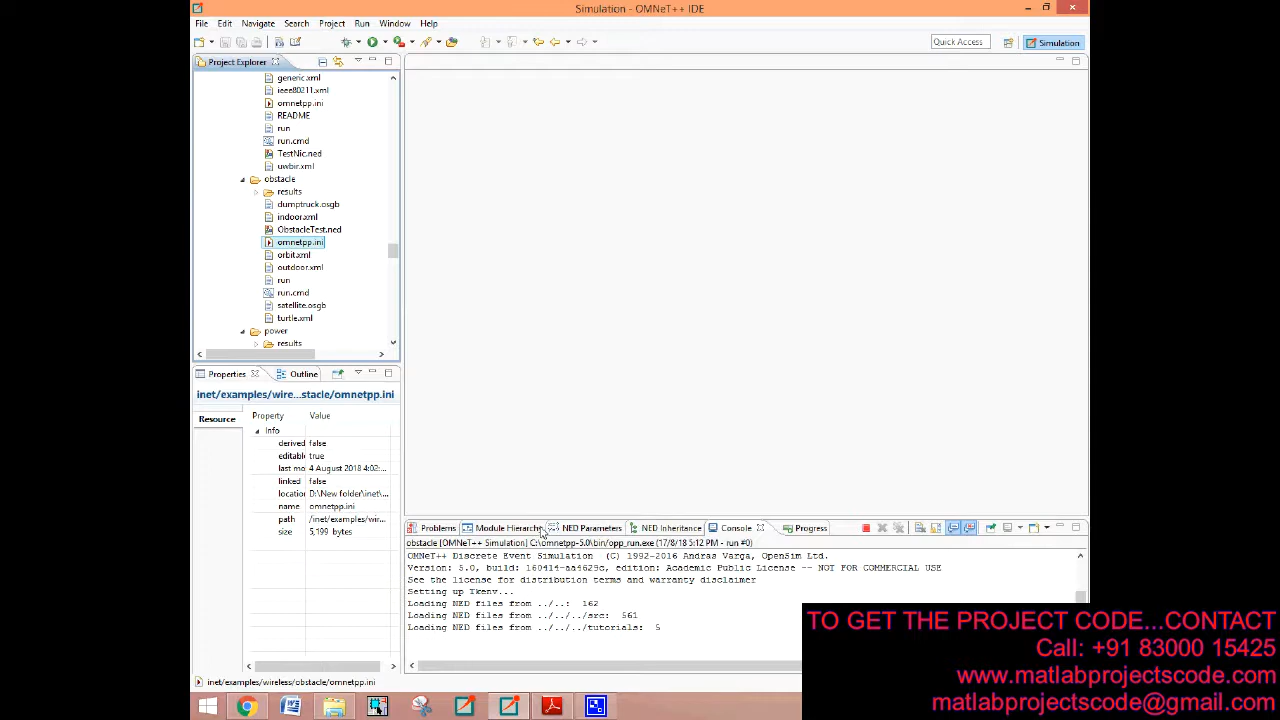 Simulation - OMNeT++ IDE
File Edit Navigate Search Project Run Window Help
Quick Access
Simulation
Project Explorer
generic.xml
ieee80211.xml
omnetpp.ini
README
run
run.cmd
TestNic.ned
uwbir.xml
obstacle
results
dumptruck.osgb
indoor.xml
ObstacleTest.ned
omnetpp.ini
orbit.xml
outdoor.xml
run
run.cmd
satellite.osgb
turtle.xml
power
results
Properties Outline
inet/examples/wire...stacle/omnetpp.ini
Resource
Property Value
Info
derived false
editable true
last mo 4 August 2018 4:02:...
linked false
location D:\New folder\inet\...
name omnetpp.ini
path /inet/examples/wir...
size 5,199 bytes
Problems Module Hierarchy NED Parameters NED Inheritance Console Progress
obstacle [OMNeT++ Simulation] C:\omnetpp-5.0\bin/opp_run.exe (17/8/18 5:12 PM - run #0)
OMNeT++ Discrete Event Simulation (C) 1992-2016 Andras Varga, OpenSim Ltd.
Version: 5.0, build: 160414-aa4629c, edition: Academic Public License -- NOT FOR COMMERCIAL USE
See the license for distribution terms and warranty disclaimer
Setting up Tkenv...
Loading NED files from ../..: 162
Loading NED files from ../../../src: 561
Loading NED files from ../../../tutorials: 5
inet/examples/wireless/obstacle/omnetpp.ini
TO GET THE PROJECT CODE...CONTACT
Call: +91 83000 15425
www.matlabprojectscode.com
matlabprojectscode@gmail.com